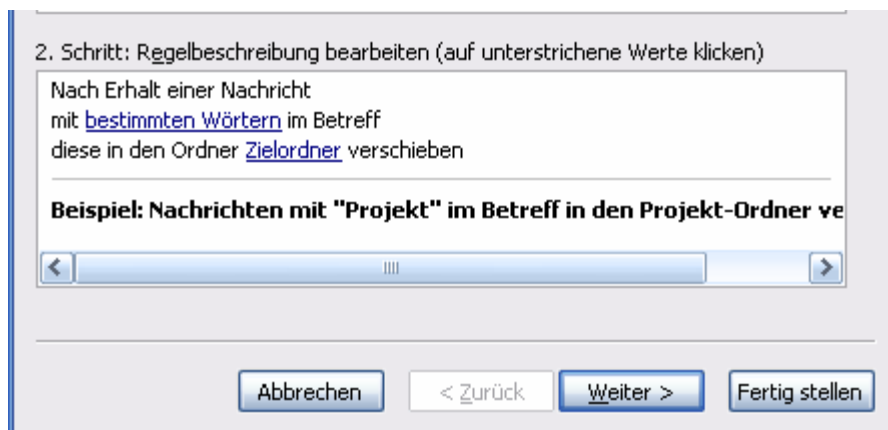 2. Schritt: Regelbeschreibung bearbeiten (auf unterstrichene Werte klicken)
Nach Erhalt einer Nachricht
mit bestimmten Wörtern im Betreff
diese in den Ordner Zielordner verschieben
Beispiel: Nachrichten mit "Projekt" im Betreff in den Projekt-Ordner ve
Abbrechen < Zurück Weiter > Fertig stellen